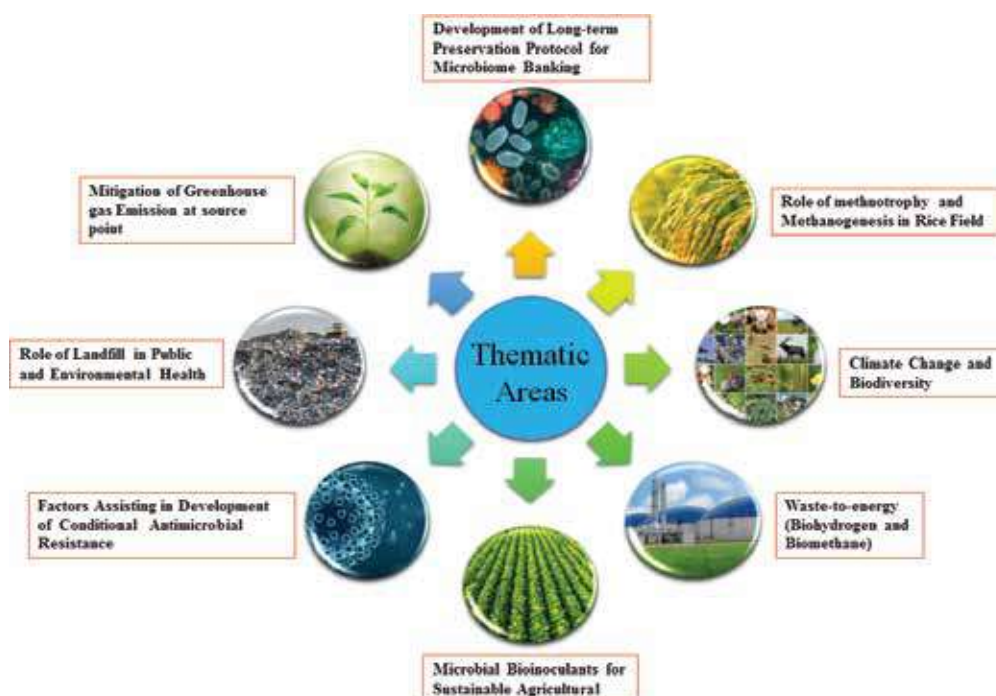 Development of Long-term
Preservation Protocol for
Microbiome Banking
Mitigation of Greenhouse
gas Emission at source
point
Role of methnotrophy and
Methanogenesis in Rice Field
Role of Landfill in Public
and Environmental Health
Thematic
Areas
Climate Change and
Biodiversity
Factors Assisting in Development
of Conditional Antimicrobial
Resistance
Waste-to-energy
(Biohydrogen and
Biomethane)
Microbial Bioinoculants for
Sustainable Agricultural